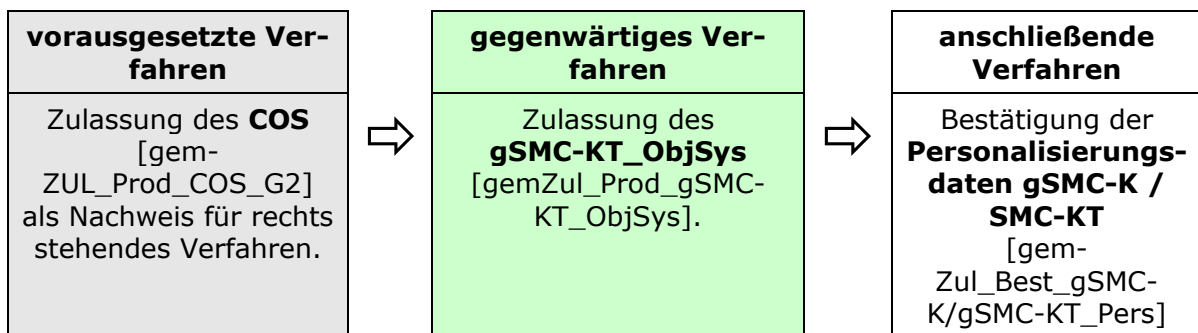 vorausgesetzte Ver-
fahren
Zulassung des COS
[gem-
ZUL_Prod_COS_G2]
als Nachweis für rechts
stehendes Verfahren.
gegenwärtiges Ver-
fahren
Zulassung des
gSMC-KT_ObjSys
[gemZul_Prod_gSMC-
KT_ObjSys].
anschließende
Verfahren
Bestätigung der
Personalisierungs-
daten gSMC-K /
SMC-KT
[gem-
Zul_Best_gSMC-
K/gSMC-KT_Pers]